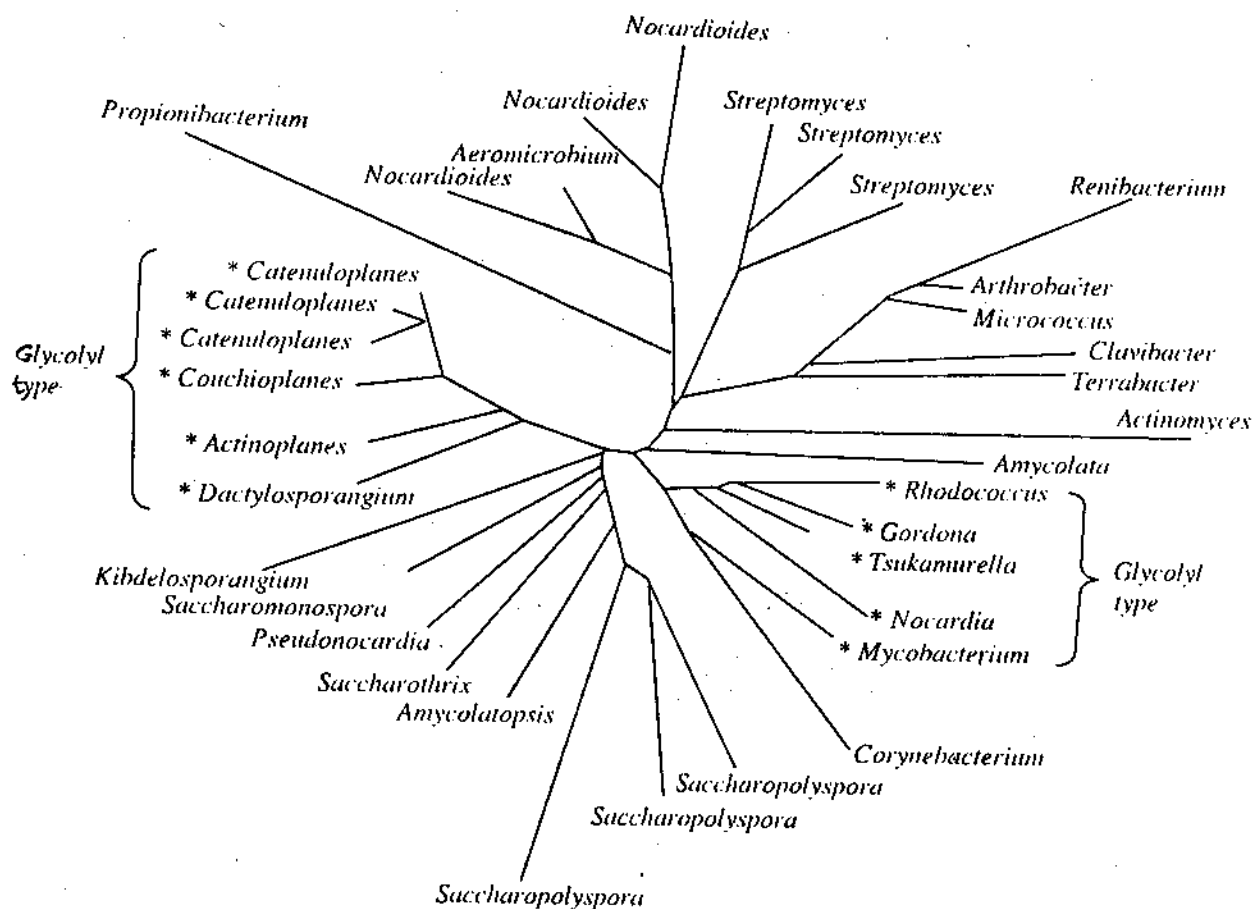 Nocardioides
Propionibacterium
Nocardioides
Streptomyces
Streptomyces
Aeromicrobium
Nocardioides
Streptomyces
Renibacterium
* Catenuloplanes
* Catenuloplanes
* Catenuloplanes
Glycolyl
type
* Couchioplanes
* Actinoplanes
* Dactylosporangium
Arthrobacter
Micrococcus
Clavibacter
Terrabacter
Actinomyces
Amycolata
* Rhodococcus
* Gordona
* Tsukamurella
Glycolyl
type
* Nocardia
* Mycobacterium
Kibdelosporangium
Saccharomonospora
Pseudonocardia
Saccharothrix
Amycolatopsis
Corynebacterium
Saccharopolyspora
Saccharopolyspora
Saccharopolyspora